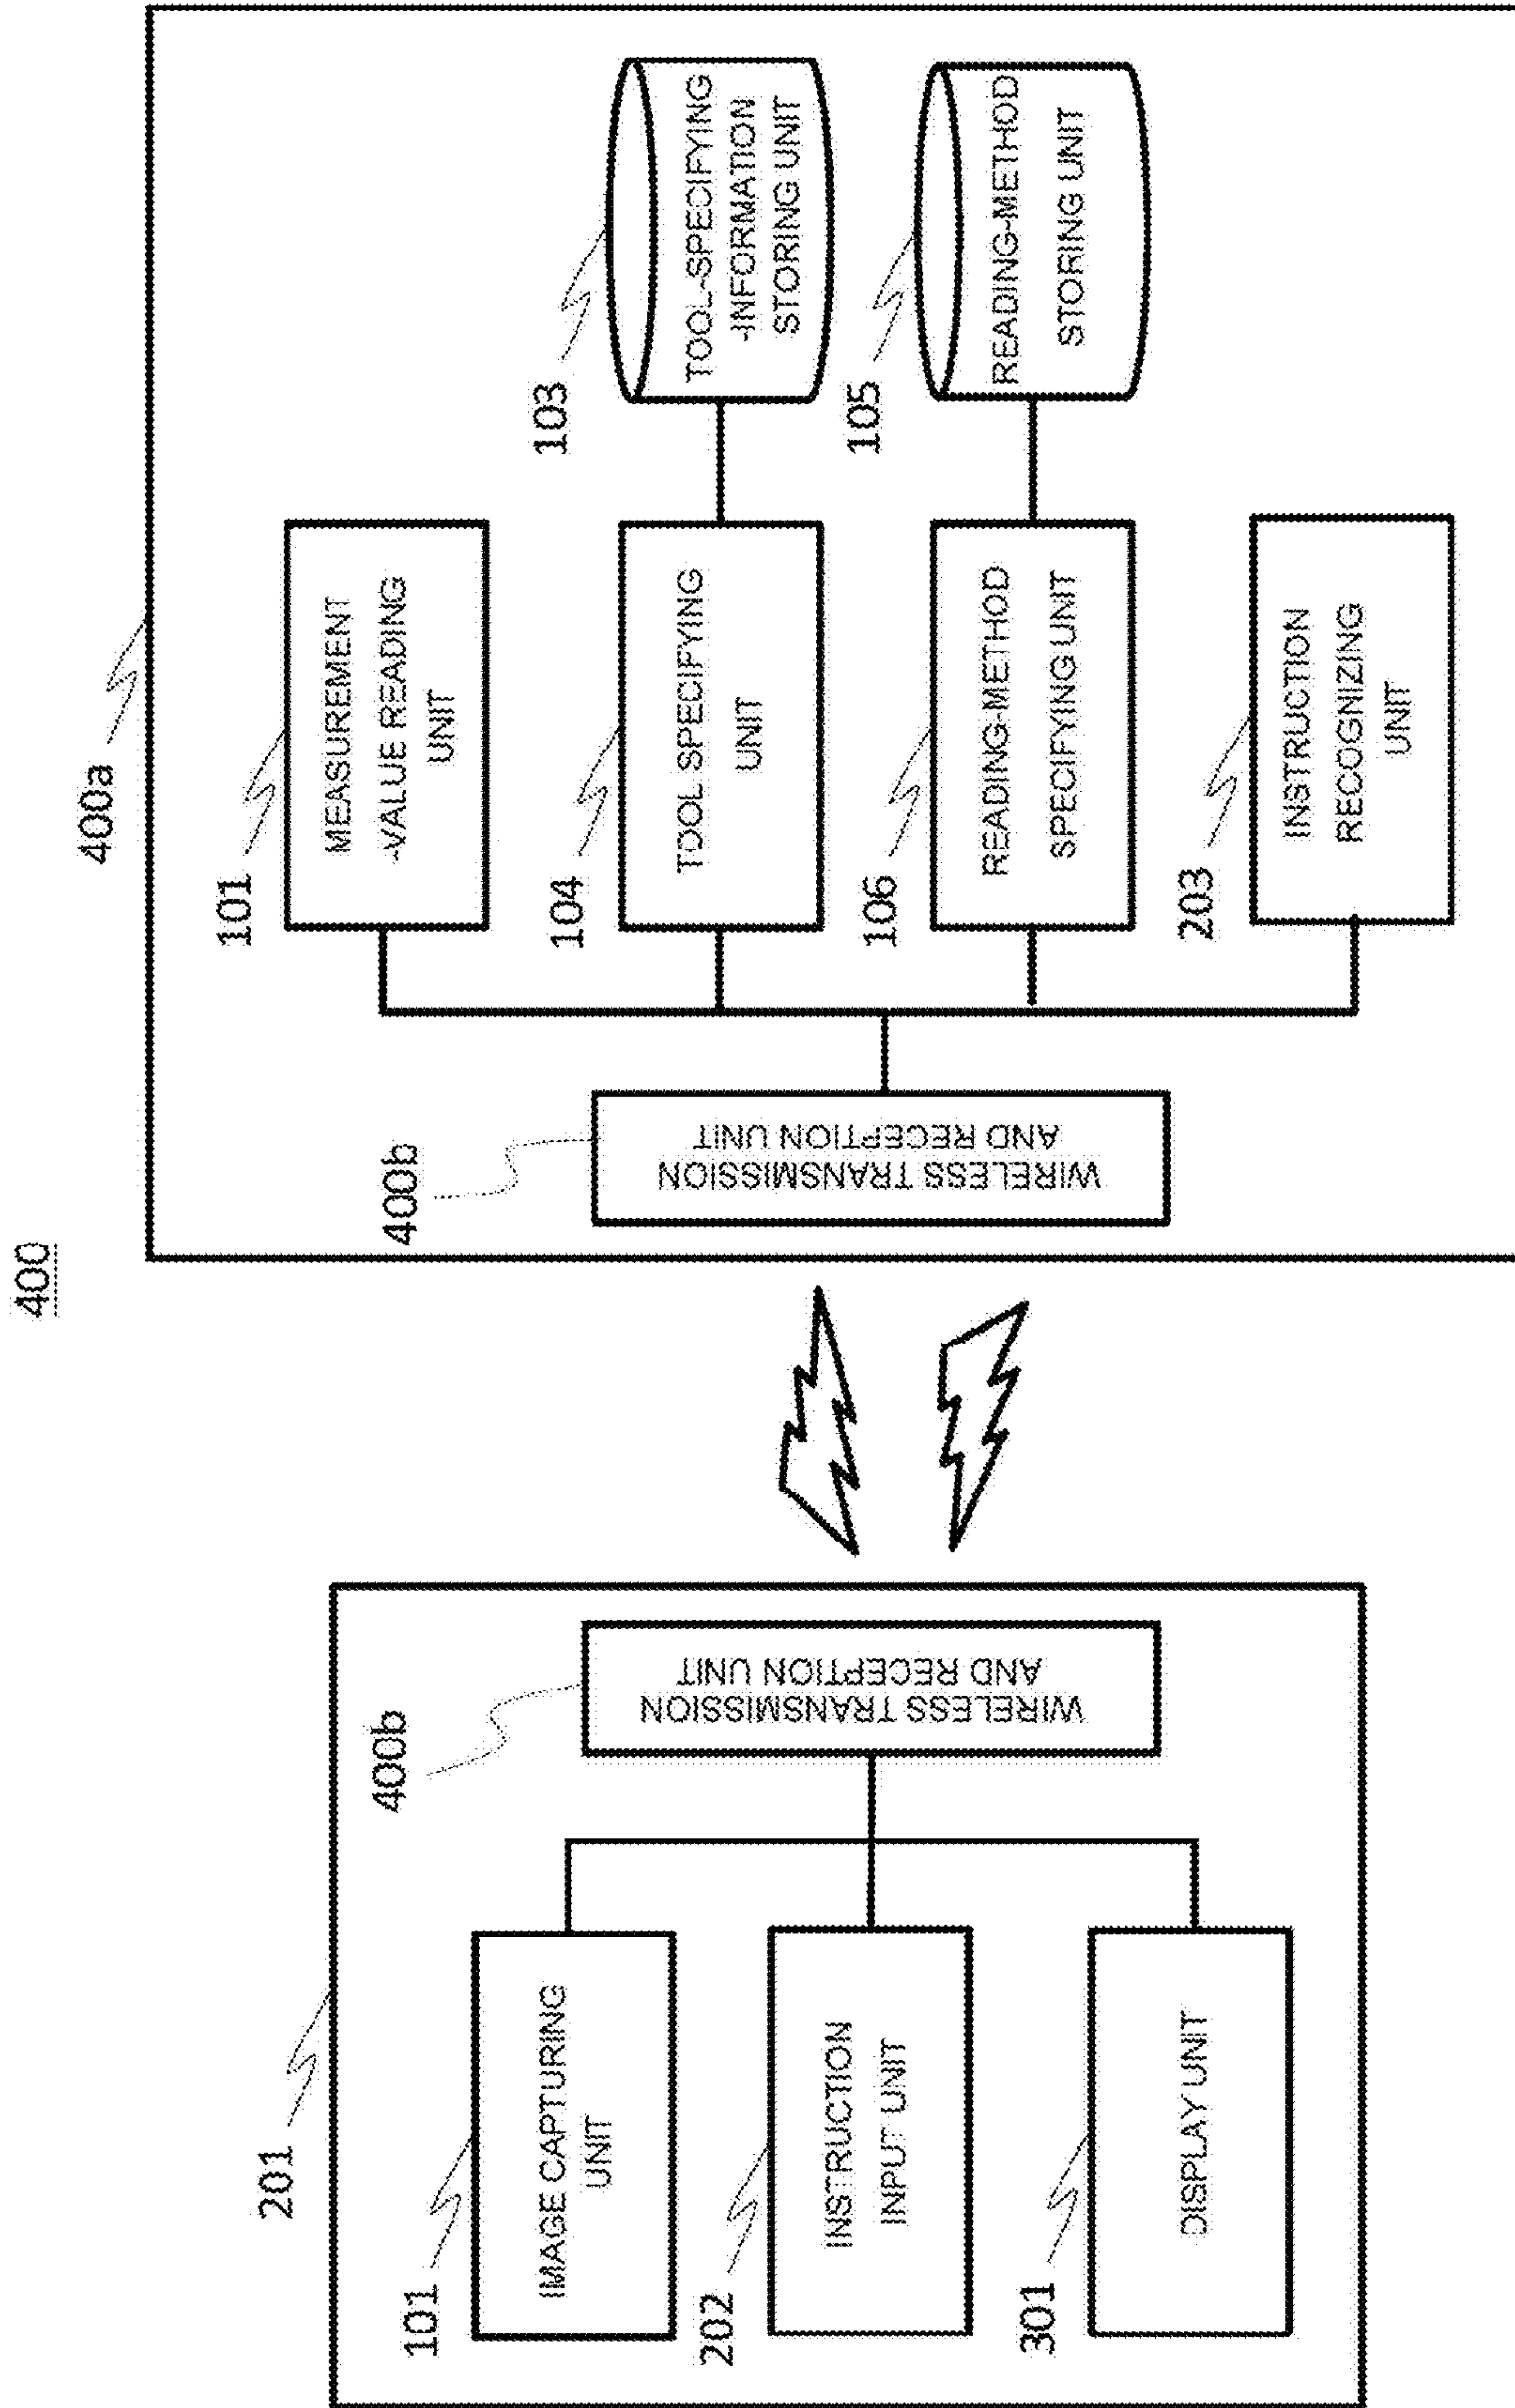 400
201
101
IMAGE CAPTURING
UNIT
202
INSTRUCTION
INPUT UNIT
301
DISPLAY UNIT
400b
WIRELESS TRANSMISSION
AND RECEPTION UNIT
400a
400b
WIRELESS TRANSMISSION
AND RECEPTION UNIT
101
MEASUREMENT
-VALUE READING
UNIT
104
TOOL SPECIFYING
UNIT
103
TOOL-SPECIFYING
-INFORMATION
STORING UNIT
106
READING-METHOD
SPECIFYING UNIT
105
READING-METHOD
STORING UNIT
203
INSTRUCTION
RECOGNIZING
UNIT